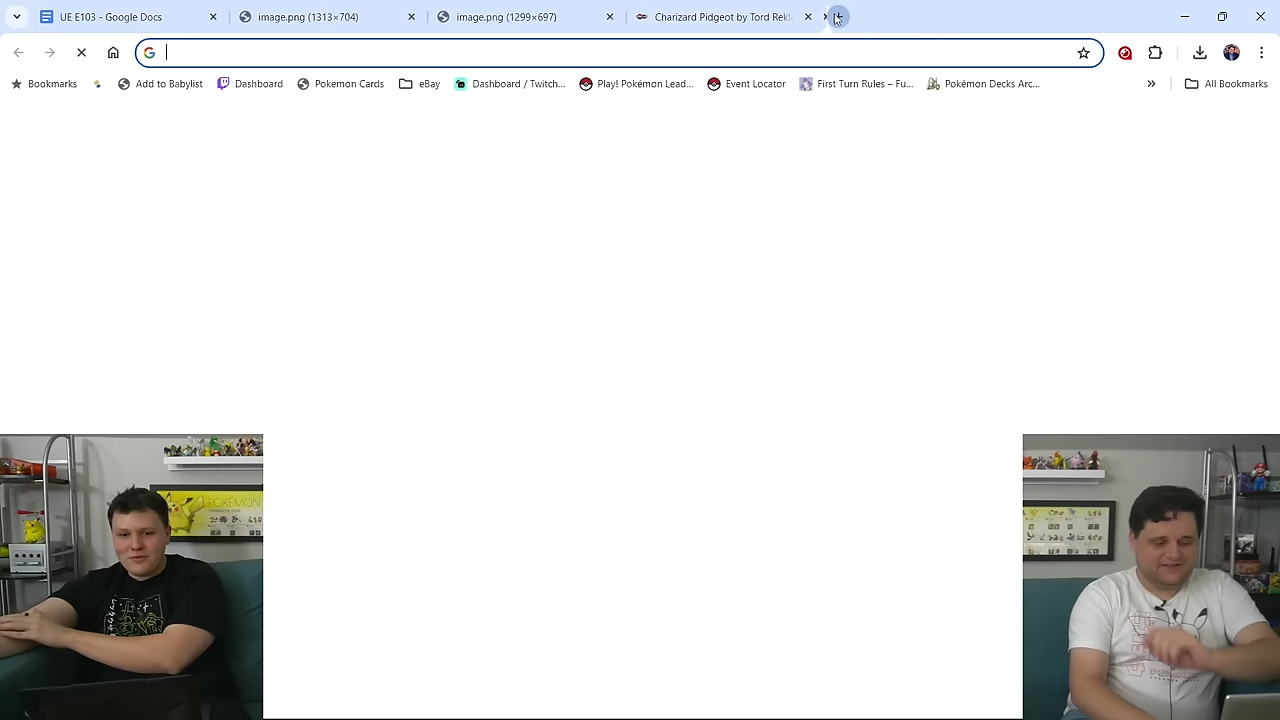 UE E103 - Google Docs
image.png (1313×704)
image.png (1299×697)
Charizard Pidgeot by Tord Rekle
Bookmarks
Add to Babylist
Dashboard
Pokemon Cards
eBay
Dashboard / Twitch...
Play! Pokémon Lead...
Event Locator
First Turn Rules – Fu...
Pokémon Decks Arc...
All Bookmarks
POKÉMON